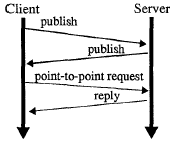 Client Server
publish
publish
point-to-point request
reply